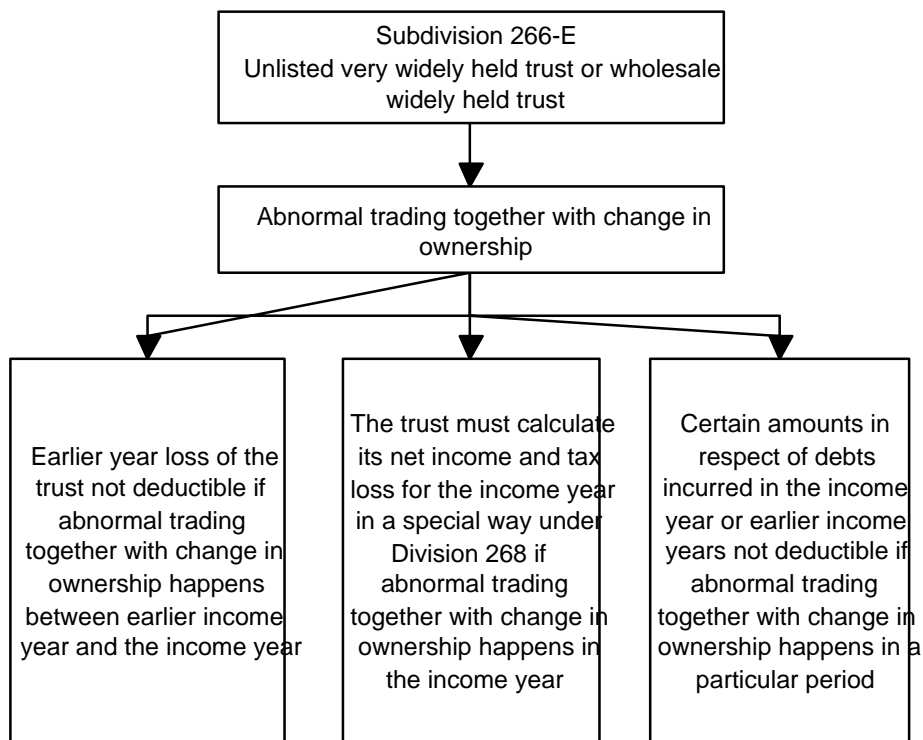 Subdivision 266-E
Unlisted very widely held trust or wholesale
widely held trust
Abnormal trading together with change in
ownership
Earlier year loss of the
trust not deductible if
abnormal trading
together with change in
ownership happens
between earlier income
year and the income year
The trust must calculate
its net income and tax
loss for the income year
in a special way under
Division 268 if
abnormal trading
together with change in
ownership happens in
the income year
Certain amounts in
respect of debts
incurred in the income
year or earlier income
years not deductible if
abnormal trading
together with change in
ownership happens in a
particular period